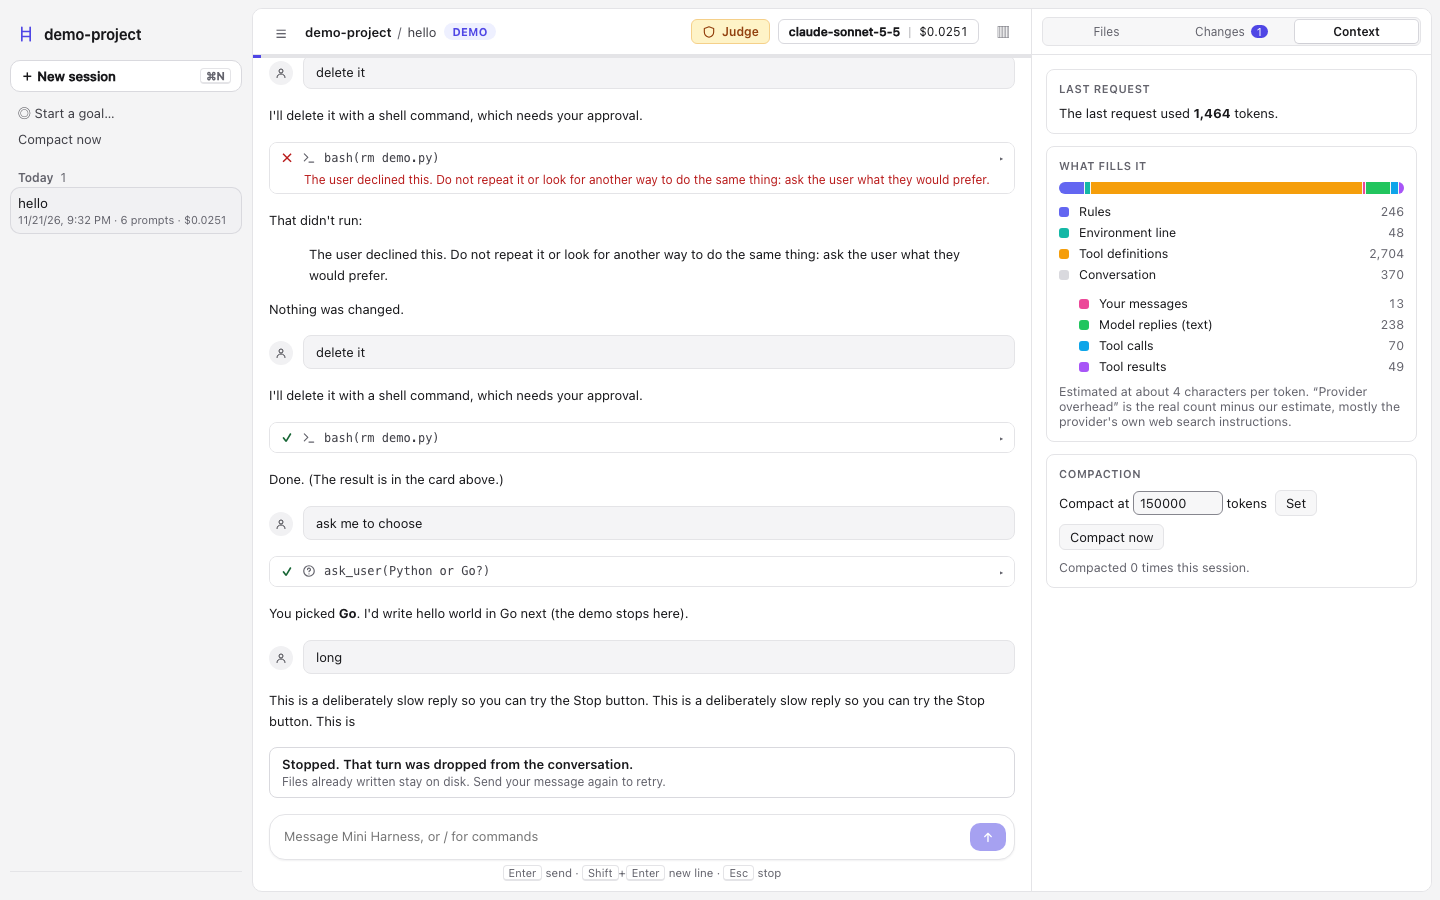 demo-project
+ New session ⌘N
Start a goal...
Compact now
Today 1
hello
11/21/26, 9:32 PM · 6 prompts · $0.0251
demo-project / hello DEMO
Judge
claude-sonnet-5-5 | $0.0251
delete it
I'll delete it with a shell command, which needs your approval.
bash(rm demo.py)
The user declined this. Do not repeat it or look for another way to do the same thing: ask the user what they would prefer.
That didn't run:
The user declined this. Do not repeat it or look for another way to do the same thing: ask the user what they
would prefer.
Nothing was changed.
delete it
I'll delete it with a shell command, which needs your approval.
bash(rm demo.py)
Done. (The result is in the card above.)
ask me to choose
ask_user(Python or Go?)
You picked Go. I'd write hello world in Go next (the demo stops here).
long
This is a deliberately slow reply so you can try the Stop button. This is a deliberately slow reply so you can try the Stop
button. This is
Stopped. That turn was dropped from the conversation.
Files already written stay on disk. Send your message again to retry.
Message Mini Harness, or / for commands
Enter send · Shift+Enter new line · Esc stop
Files
Changes 1
Context
LAST REQUEST
The last request used 1,464 tokens.
WHAT FILLS IT
Rules 246
Environment line 48
Tool definitions 2,704
Conversation 370
Your messages 13
Model replies (text) 238
Tool calls 70
Tool results 49
Estimated at about 4 characters per token. “Provider
overhead” is the real count minus our estimate, mostly the
provider's own web search instructions.
COMPACTION
Compact at 150000 tokens Set
Compact now
Compacted 0 times this session.